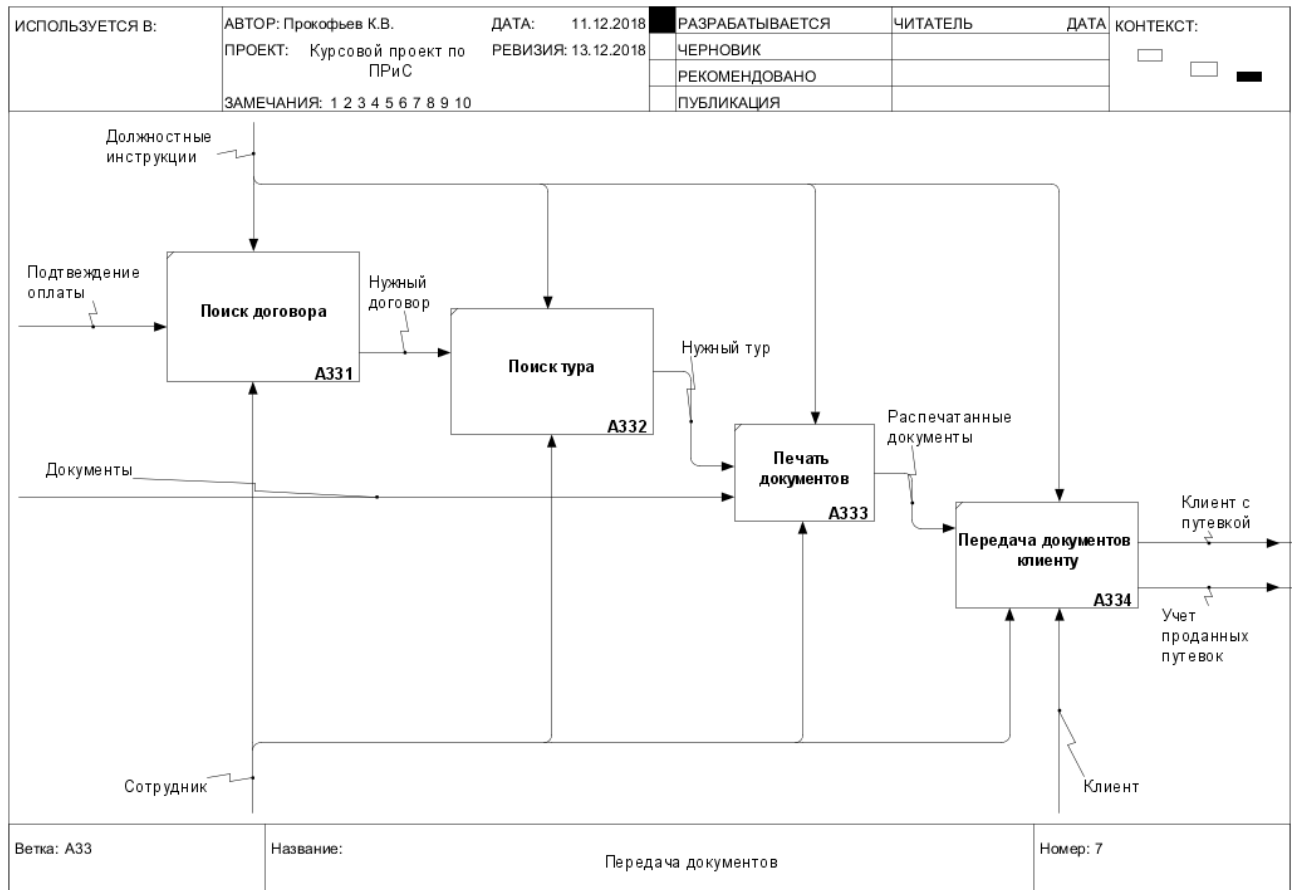 ИСПОЛЬЗУЕТСЯ В:
АВТОР: Прокофьев К.В.
ДАТА: 11.12.2018
ПРОЕКТ: Курсовой проект по
ПРиС
РЕВИЗИЯ: 13.12.2018
ЗАМЕЧАНИЯ: 1 2 3 4 5 6 7 8 9 10
РАЗРАБАТЫВАЕТСЯ
ЧЕРНОВИК
РЕКОМЕНДОВАНО
ПУБЛИКАЦИЯ
ЧИТАТЕЛЬ
ДАТА
КОНТЕКСТ:
Должностные
инструкции
Подтвеждение
оплаты
Поиск договора
A331
Нужный
договор
Поиск тура
A332
Нужный тур
Документы
Печать
документов
A333
Распечатанные
документы
Передача документов
клиенту
A334
Клиент с
путевкой
Учет
проданных
путевок
Сотрудник
Клиент
Ветка: A33
Название:
Передача документов
Номер: 7